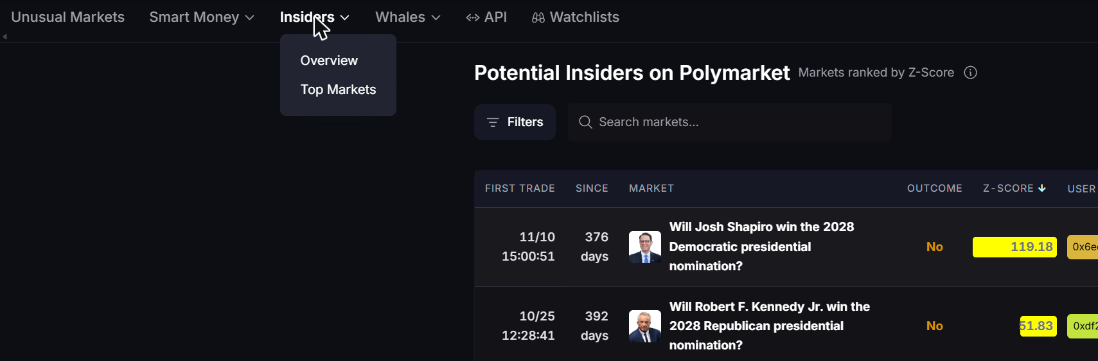 Unusual Markets Smart Money Insiders Whales API Watchlists
Overview
Top Markets
Potential Insiders on Polymarket Markets ranked by Z-Score
Filters Search markets...
FIRST TRADE SINCE MARKET OUTCOME Z-SCORE USER
11/10 15:00:51 376 days Will Josh Shapiro win the 2028 Democratic presidential nomination? No 119.18
10/25 12:28:41 392 days Will Robert F. Kennedy Jr. win the 2028 Republican presidential nomination? No 51.83 0xdf2